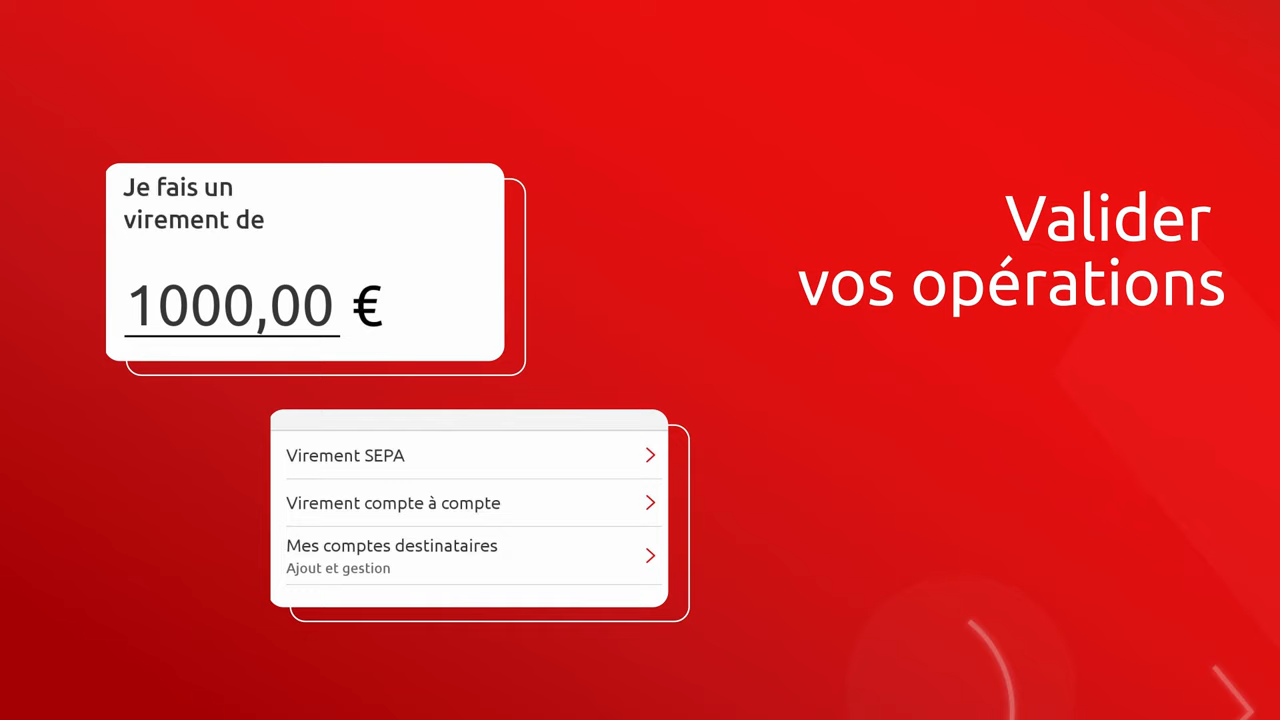 Je fais un
virement de
1000,00 €
Valider
vos opérations
Virement SEPA
Virement compte à compte
Mes comptes destinataires
Ajout et gestion